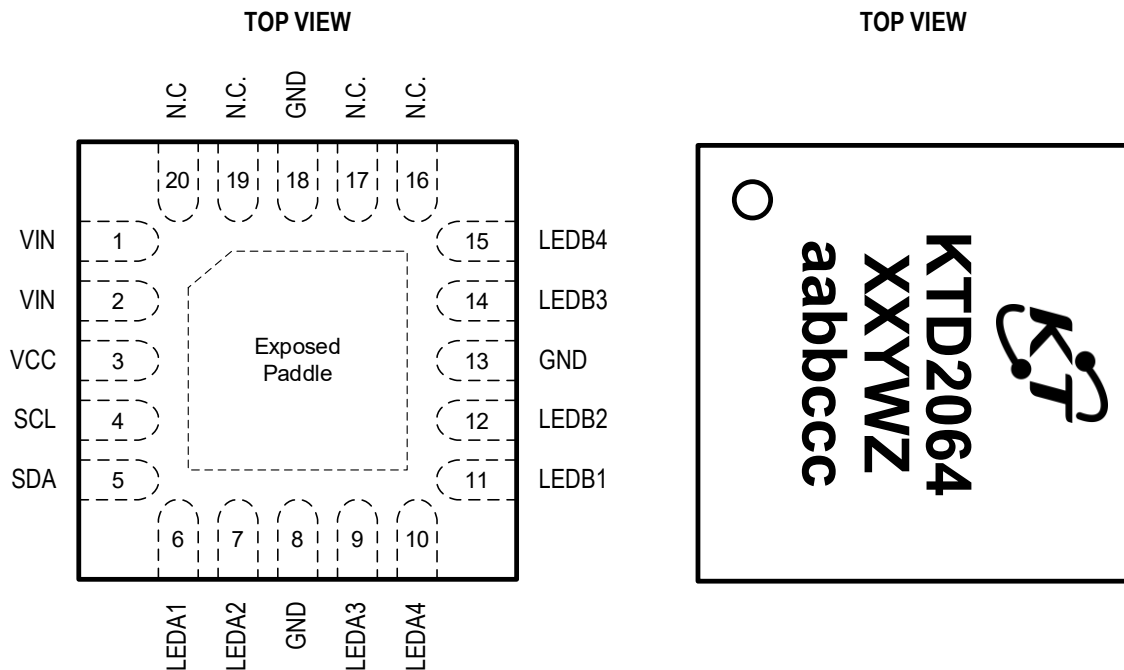 TOP VIEW
N.C
N.C.
GND
N.C.
N.C.
20
19
18
17
16
VIN
1
VIN
2
VCC
3
SCL
4
SDA
5
Exposed
Paddle
15
LEDB4
14
LEDB3
13
GND
12
LEDB2
11
LEDB1
6
7
8
9
10
LEDA1
LEDA2
GND
LEDA3
LEDA4
TOP VIEW
KT
KTD2064
XXYWZ
aabbccc